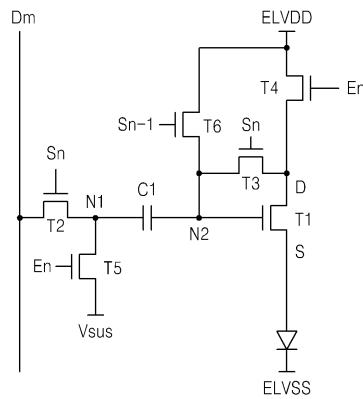 Dm
ELVDD
T4
En
Sn-1
T6
Sn
Sn
T3
D
N1
C1
T2
N2
T1
S
En
T5
Vsus
ELVSS